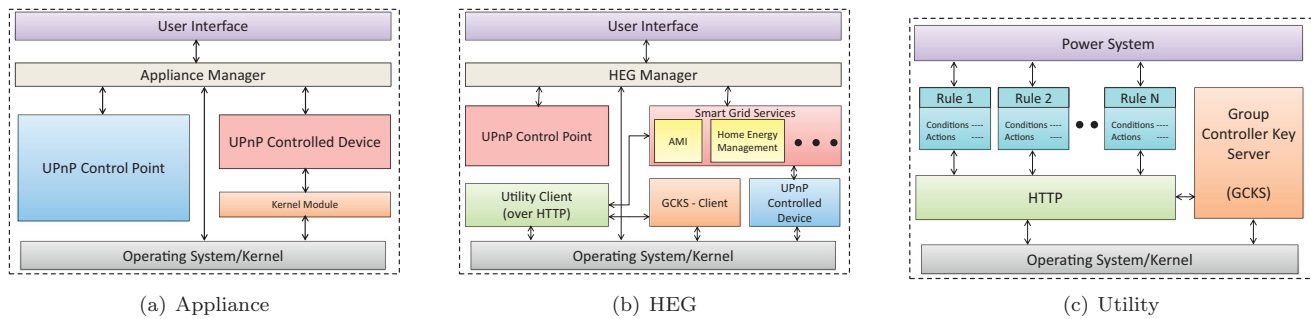 User Interface
Appliance Manager
UPnP Control Point
UPnP Controlled Device
Kernel Module
Operating System/Kernel
(a) Appliance
User Interface
HEG Manager
UPnP Control Point
Smart Grid Services
AMI
Home Energy
Management
Utility Client
(over HTTP)
GCKS - Client
UPnP
Controlled
Device
Operating System/Kernel
(b) HEG
Power System
Rule 1
Conditions ----
Actions ----
Rule 2
Conditions ----
Actions ----
Rule N
Conditions ----
Actions ----
Group
Controller Key
Server
(GCKS)
HTTP
Operating System/Kernel
(c) Utility